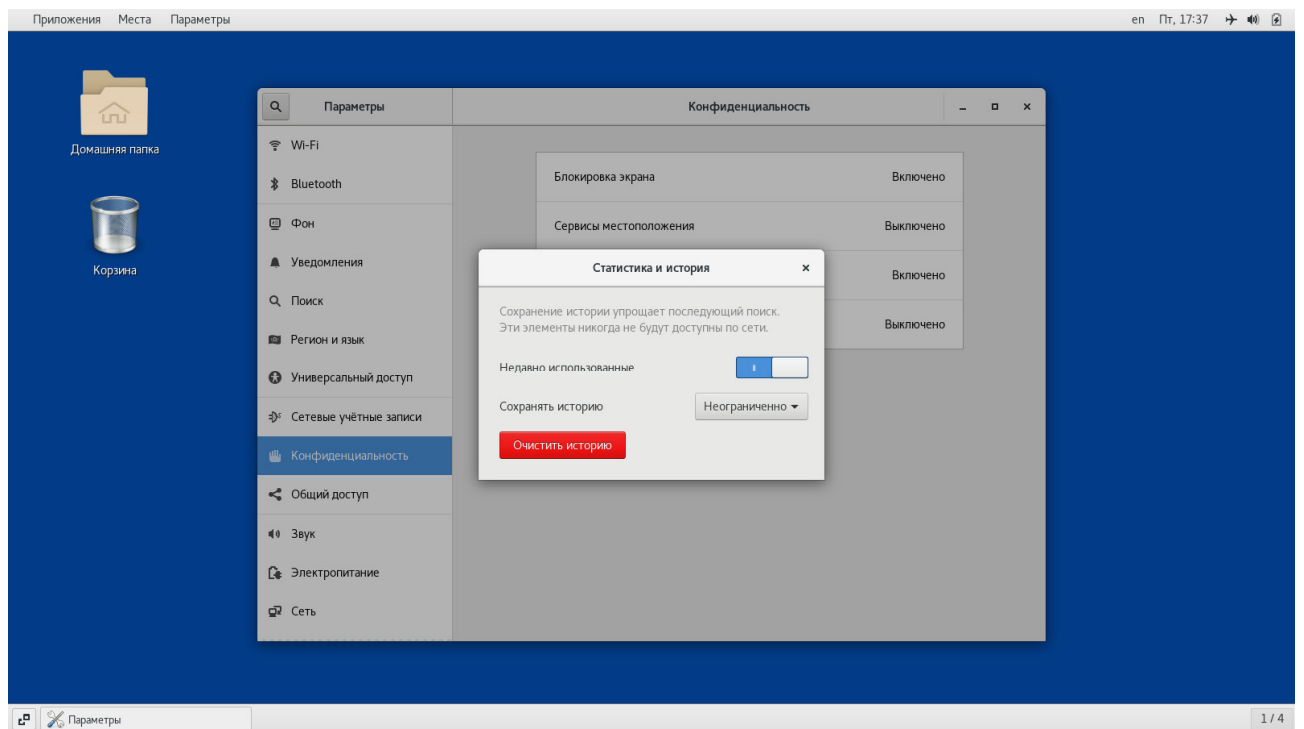 Приложения Места Параметры
en Пт, 17:37
Домашняя папка
Корзина
Параметры
Конфиденциальность
Wi-Fi
Bluetooth
Фон
Уведомления
Поиск
Регион и язык
Универсальный доступ
Сетевые учётные записи
Конфиденциальность
Общий доступ
Звук
Электропитание
Сеть
Блокировка экрана Включено
Сервисы местоположения Выключено
Включено
Выключено
Статистика и история
Сохранение истории упрощает последующий поиск.
Эти элементы никогда не будут доступны по сети.
Недавно использованные
Сохранять историю Неограниченно
Очистить историю
Параметры
1 / 4